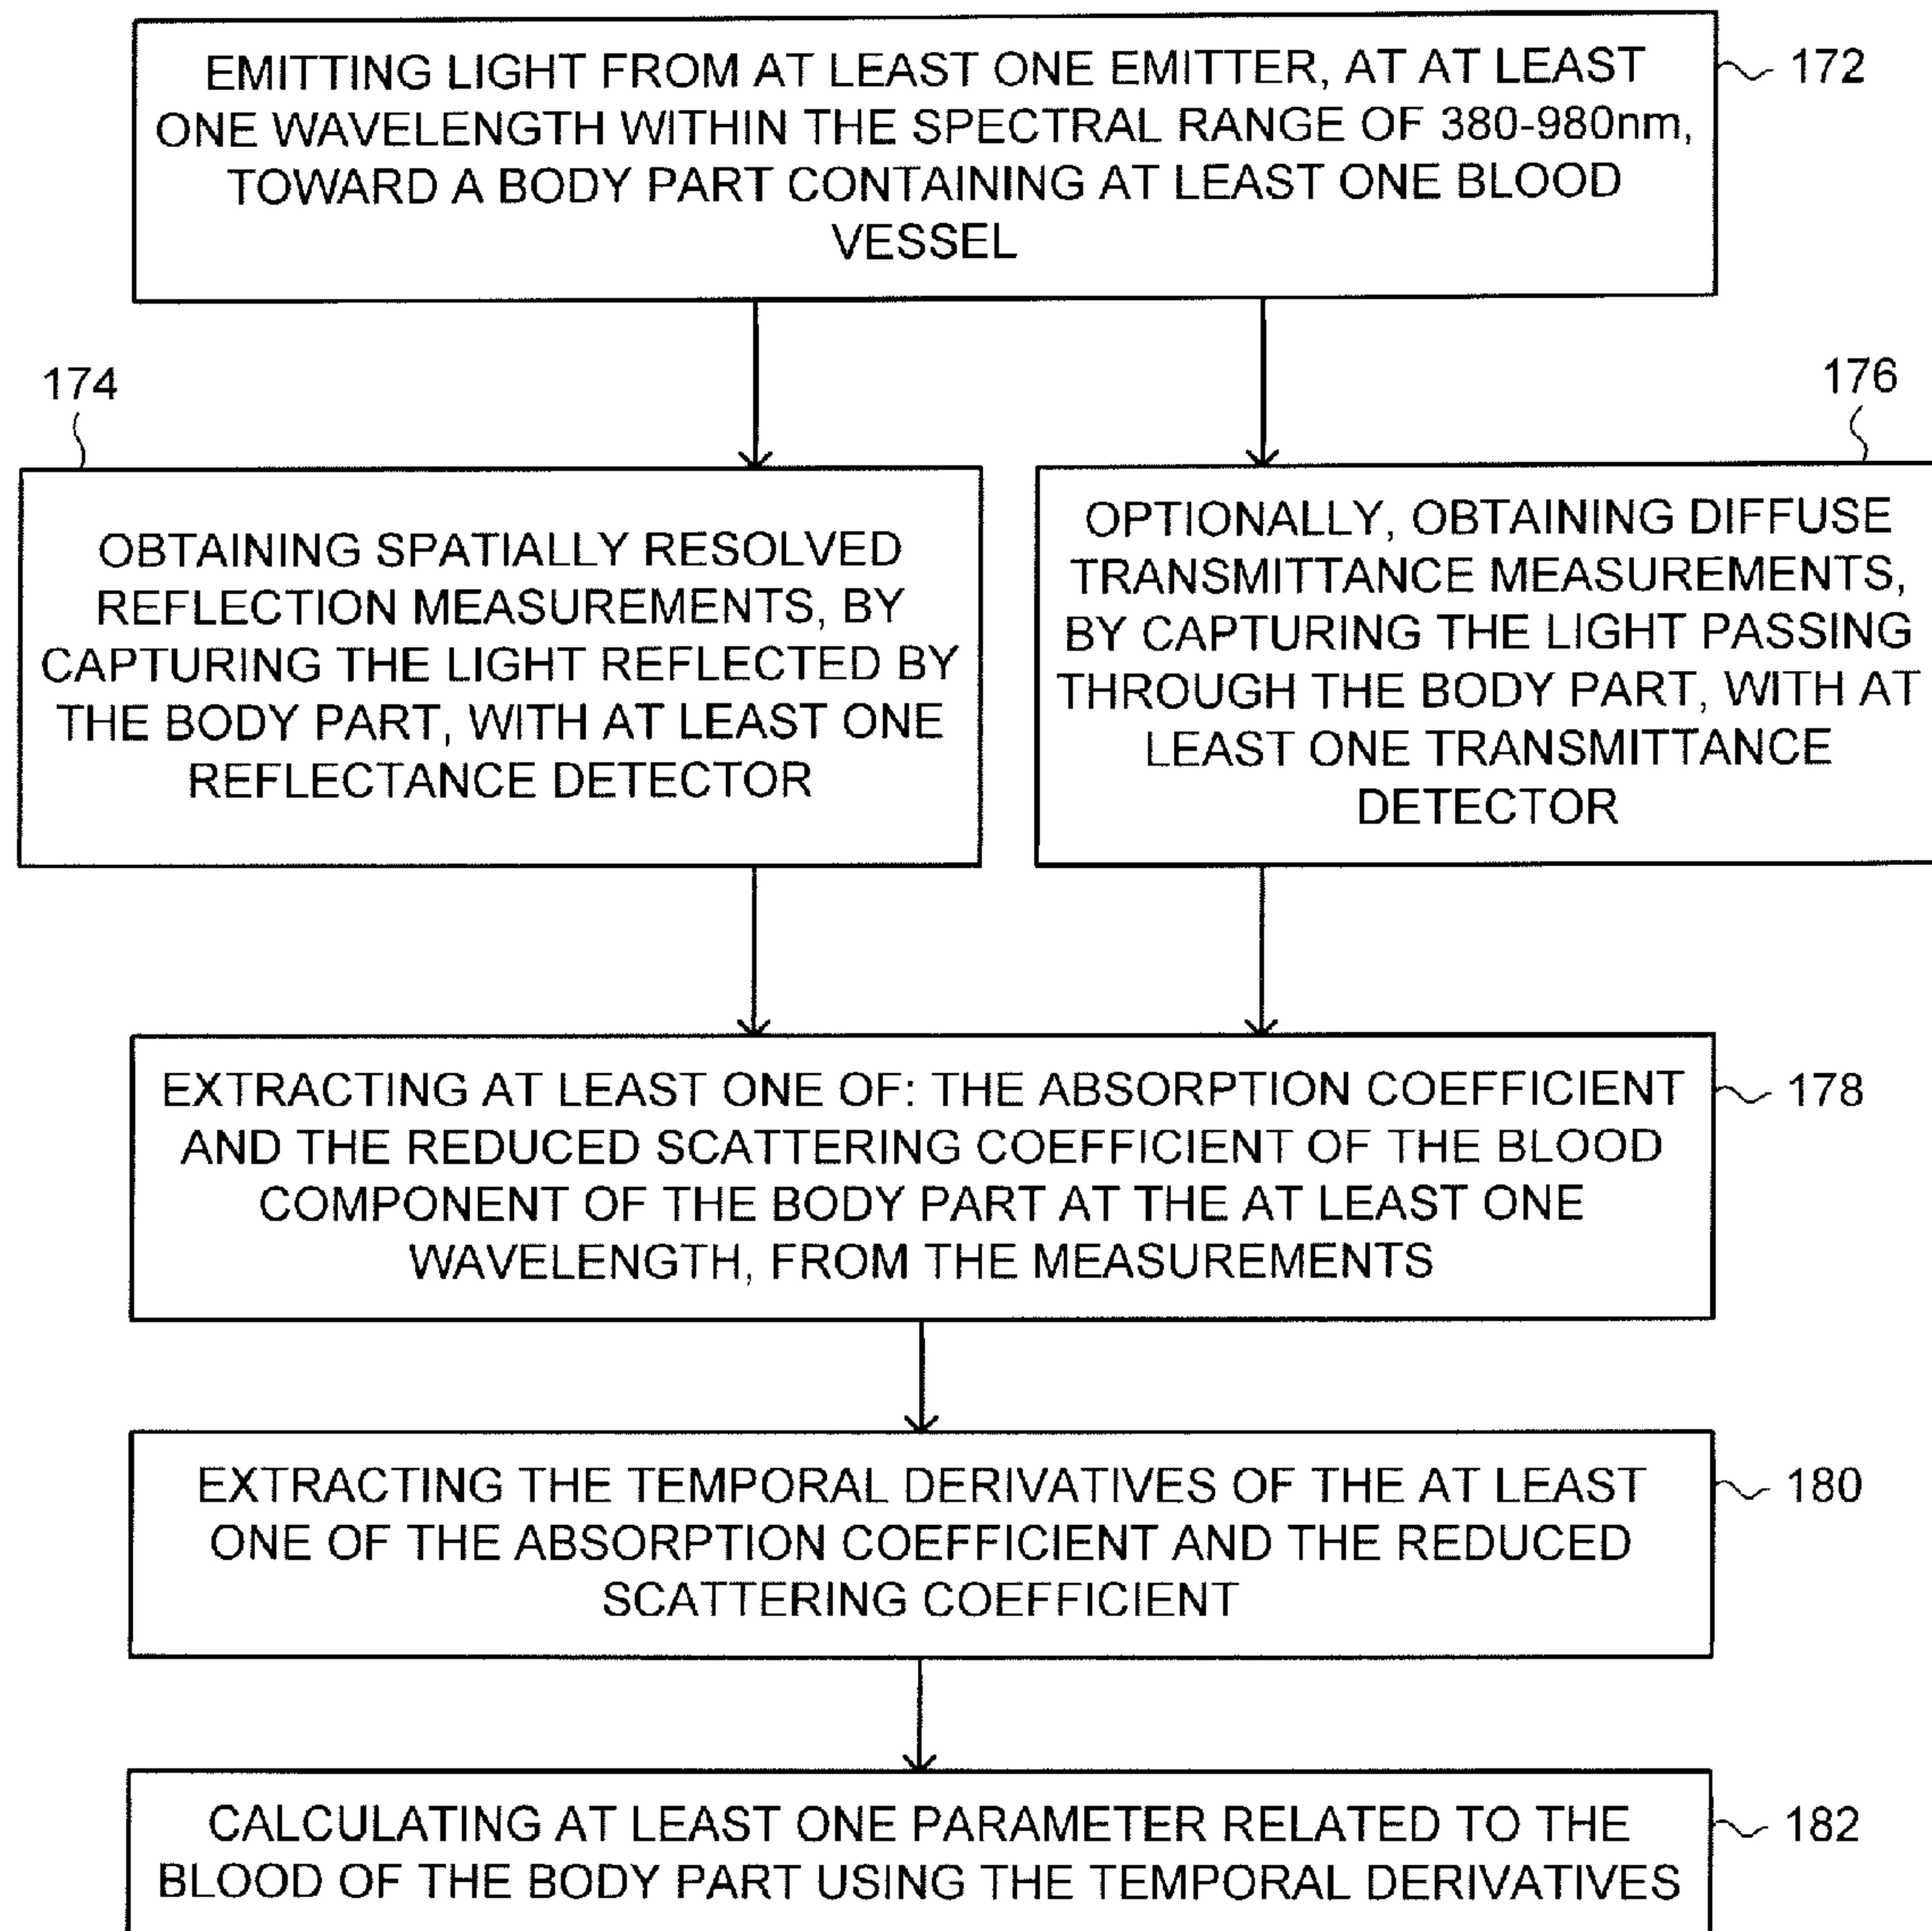 EMITTING LIGHT FROM AT LEAST ONE EMITTER, AT AT LEAST
ONE WAVELENGTH WITHIN THE SPECTRAL RANGE OF 380-980nm,
TOWARD A BODY PART CONTAINING AT LEAST ONE BLOOD
VESSEL
172
174
OBTAINING SPATIALLY RESOLVED
REFLECTION MEASUREMENTS, BY
CAPTURING THE LIGHT REFLECTED BY
THE BODY PART, WITH AT LEAST ONE
REFLECTANCE DETECTOR
176
OPTIONALLY, OBTAINING DIFFUSE
TRANSMITTANCE MEASUREMENTS,
BY CAPTURING THE LIGHT PASSING
THROUGH THE BODY PART, WITH AT
LEAST ONE TRANSMITTANCE
DETECTOR
EXTRACTING AT LEAST ONE OF: THE ABSORPTION COEFFICIENT
AND THE REDUCED SCATTERING COEFFICIENT OF THE BLOOD
COMPONENT OF THE BODY PART AT THE AT LEAST ONE
WAVELENGTH, FROM THE MEASUREMENTS
178
EXTRACTING THE TEMPORAL DERIVATIVES OF THE AT LEAST
ONE OF THE ABSORPTION COEFFICIENT AND THE REDUCED
SCATTERING COEFFICIENT
180
CALCULATING AT LEAST ONE PARAMETER RELATED TO THE
BLOOD OF THE BODY PART USING THE TEMPORAL DERIVATIVES
182